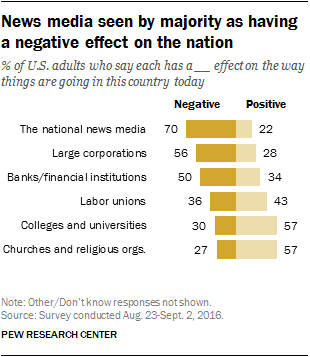 News media seen by majority as having
a negative effect on the nation
% of U.S. adults who say each has a __ effect on the way
things are going in this country today
Negative Positive
The national news media 70 22
Large corporations 56 28
Banks/financial institutions 50 34
Labor unions 36 43
Colleges and universities 30 57
Churches and religious orgs. 27 57
Note: Other/Don't know responses not shown.
Source: Survey conducted Aug. 23-Sept. 2, 2016.
PEW RESEARCH CENTER